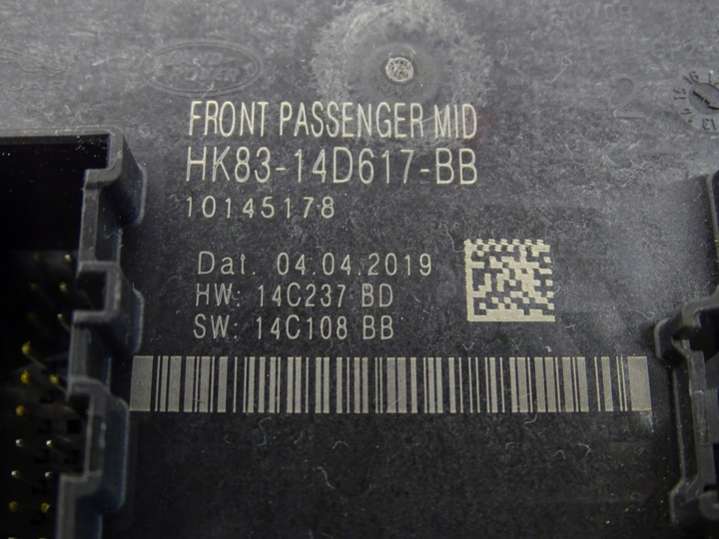 FRONT PASSENGER MID
HK83-14D617-BB
10145178
Dat. 04.04.2019
HW: 14C237 BD
SW: 14C108 BB